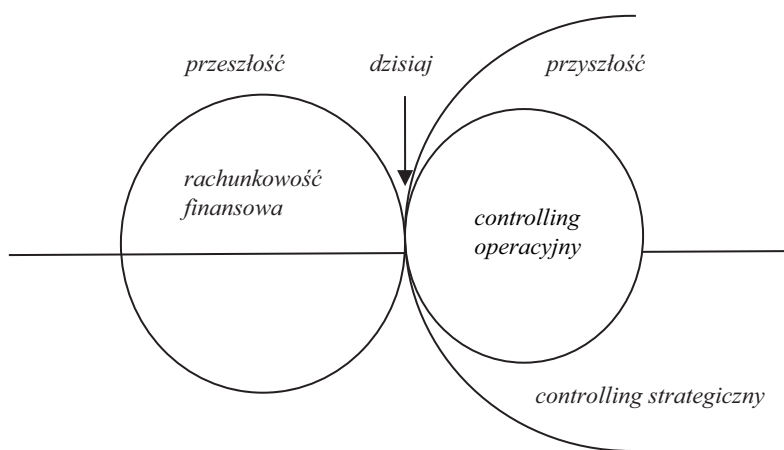 przeszłość
dzisiaj
przyszłość
rachunkowość
finansowa
controlling
operacyjny
controlling strategiczny